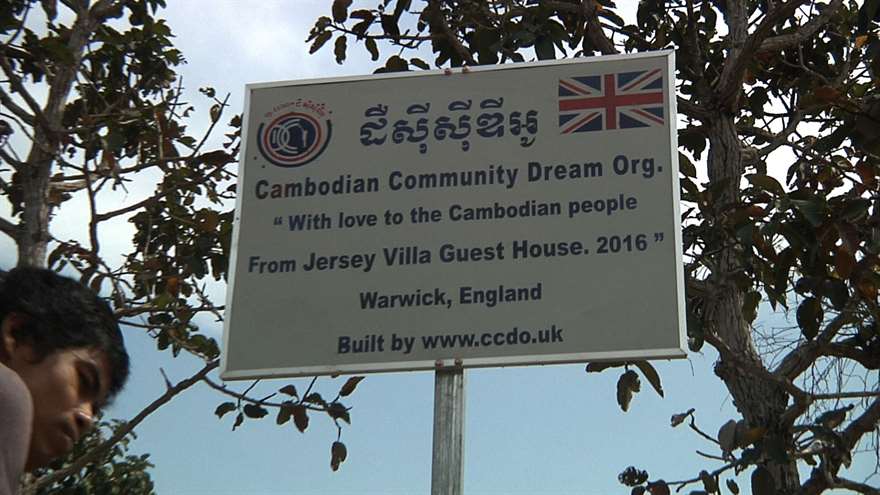 ដឺស៊ីស៊ីឌីអូ
Cambodian Community Dream Org.
“ With love to the Cambodian people
From Jersey Villa Guest House. 2016 ”
Warwick, England
Built by www.ccdo.uk